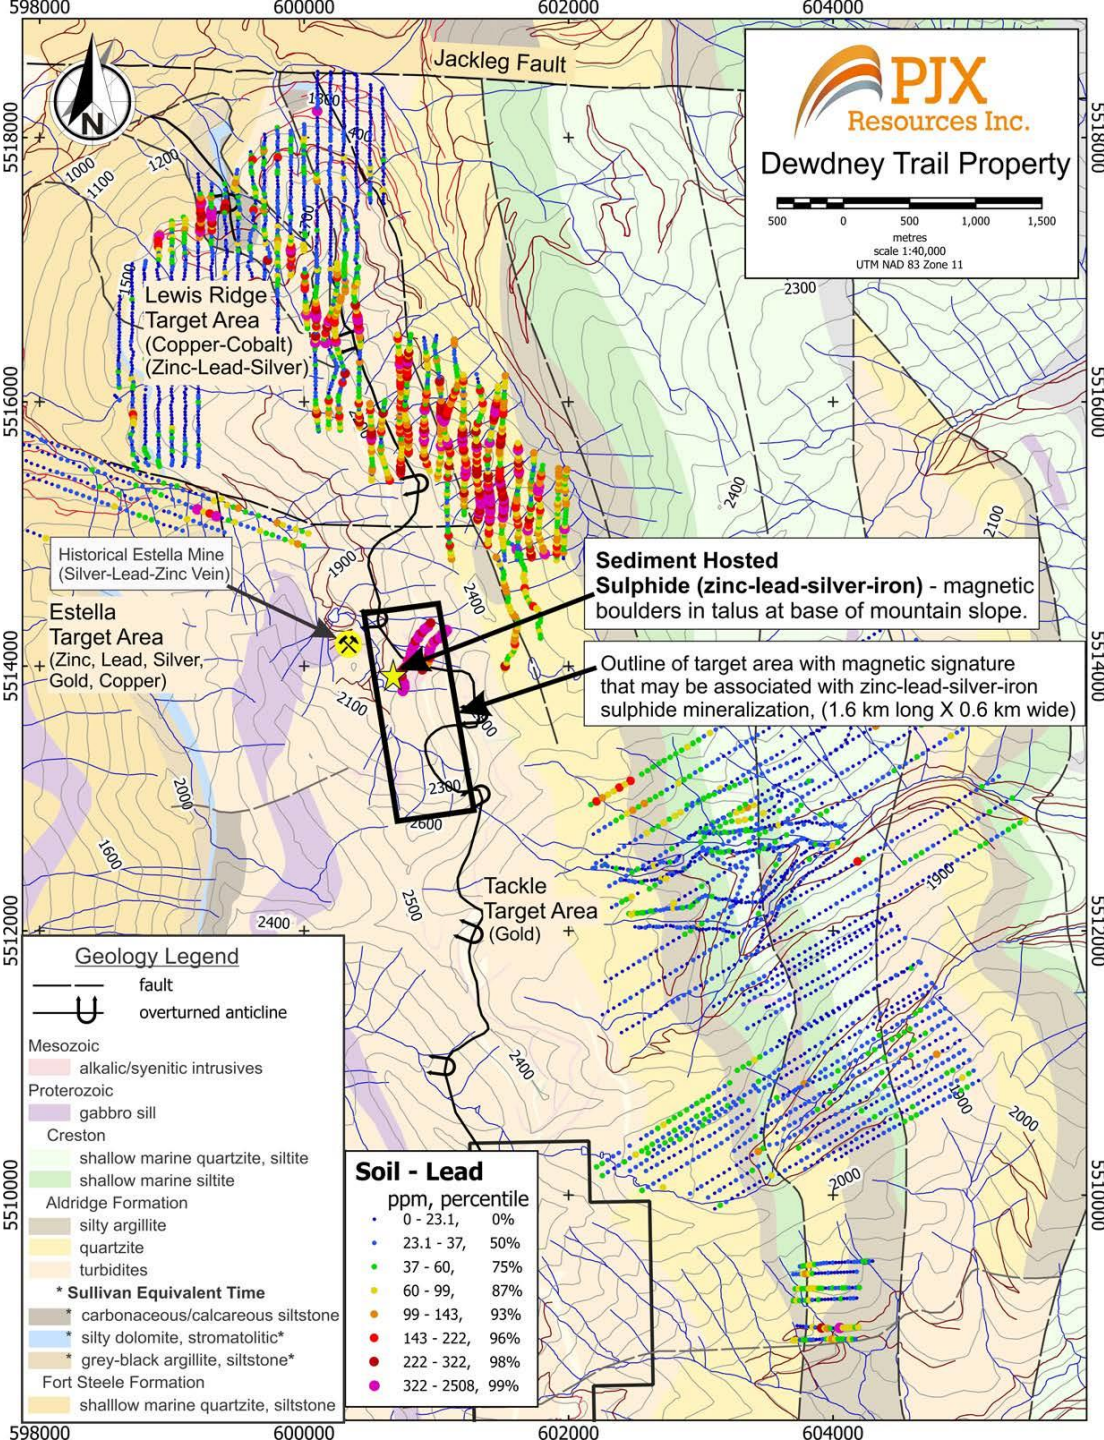 598000
600000
602000
604000
Jackleg Fault
N
PJX
Resources Inc.
Dewdney Trail Property
500
0
500
1,000
1,500
metres
scale 1:40,000
UTM NAD 83 Zone 11
5518000
5518000
1000
1100
1200
1300
400
1700
1500
2300
Lewis Ridge
Target Area
(Copper-Cobalt)
(Zinc-Lead-Silver)
5516000
5516000
2400
2100
1900
2400
Historical Estella Mine
(Silver-Lead-Zinc Vein)
Sediment Hosted
Sulphide (zinc-lead-silver-iron) - magnetic
boulders in talus at base of mountain slope.
Estella
Target Area
(Zinc, Lead, Silver,
Gold, Copper)
5514000
5514000
Outline of target area with magnetic signature
that may be associated with zinc-lead-silver-iron
sulphide mineralization, (1.6 km long X 0.6 km wide)
2100
2000
2300
2600
1600
1900
2500
2400
Tackle
Target Area
(Gold)
5512000
5512000
2400
1900
2000
2000
5510000
5510000
Geology Legend
fault
overturned anticline
Mesozoic
alkalic/syenitic intrusives
Proterozoic
gabbro sill
Creston
shallow marine quartzite, siltite
shallow marine siltite
Aldridge Formation
silty argillite
quartzite
turbidites
* Sullivan Equivalent Time
* carbonaceous/calcareous siltstone
* silty dolomite, stromatolitic*
* grey-black argillite, siltstone*
Fort Steele Formation
shalllow marine quartzite, siltstone
Soil - Lead
ppm, percentile
0 - 23.1, 0%
23.1 - 37, 50%
37 - 60, 75%
60 - 99, 87%
99 - 143, 93%
143 - 222, 96%
222 - 322, 98%
322 - 2508, 99%
598000
600000
602000
604000